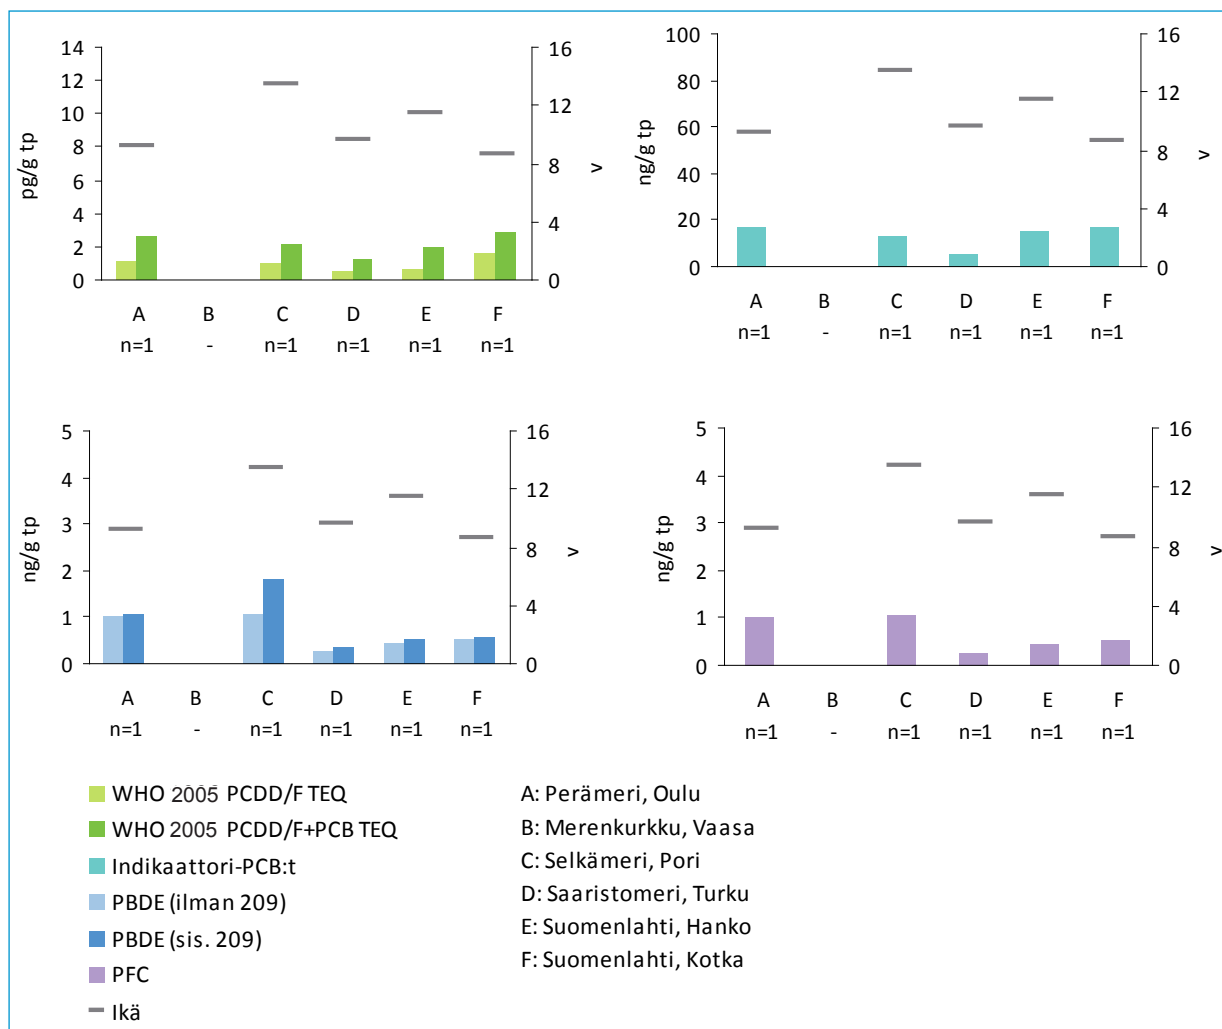 14
12
10
8
6
4
2
0
pg/g tp
16
12
8
4
0
v
A B C D E F
n=1 - n=1 n=1 n=1 n=1
100
80
60
40
20
0
ng/g tp
16
12
8
4
0
v
A B C D E F
n=1 - n=1 n=1 n=1 n=1
5
4
3
2
1
0
ng/g tp
16
12
8
4
0
v
A B C D E F
n=1 - n=1 n=1 n=1 n=1
5
4
3
2
1
0
ng/g tp
16
12
8
4
0
v
A B C D E F
n=1 - n=1 n=1 n=1 n=1
WHO 2005 PCDD/F TEQ
WHO 2005 PCDD/F+PCB TEQ
Indikaattori-PCB:t
PBDE (ilman 209)
PBDE (sis. 209)
PFC
Ikä
A: Perämeri, Oulu
B: Merenkurkku, Vaasa
C: Selkämeri, Pori
D: Saaristomeri, Turku
E: Suomenlahti, Hanko
F: Suomenlahti, Kotka